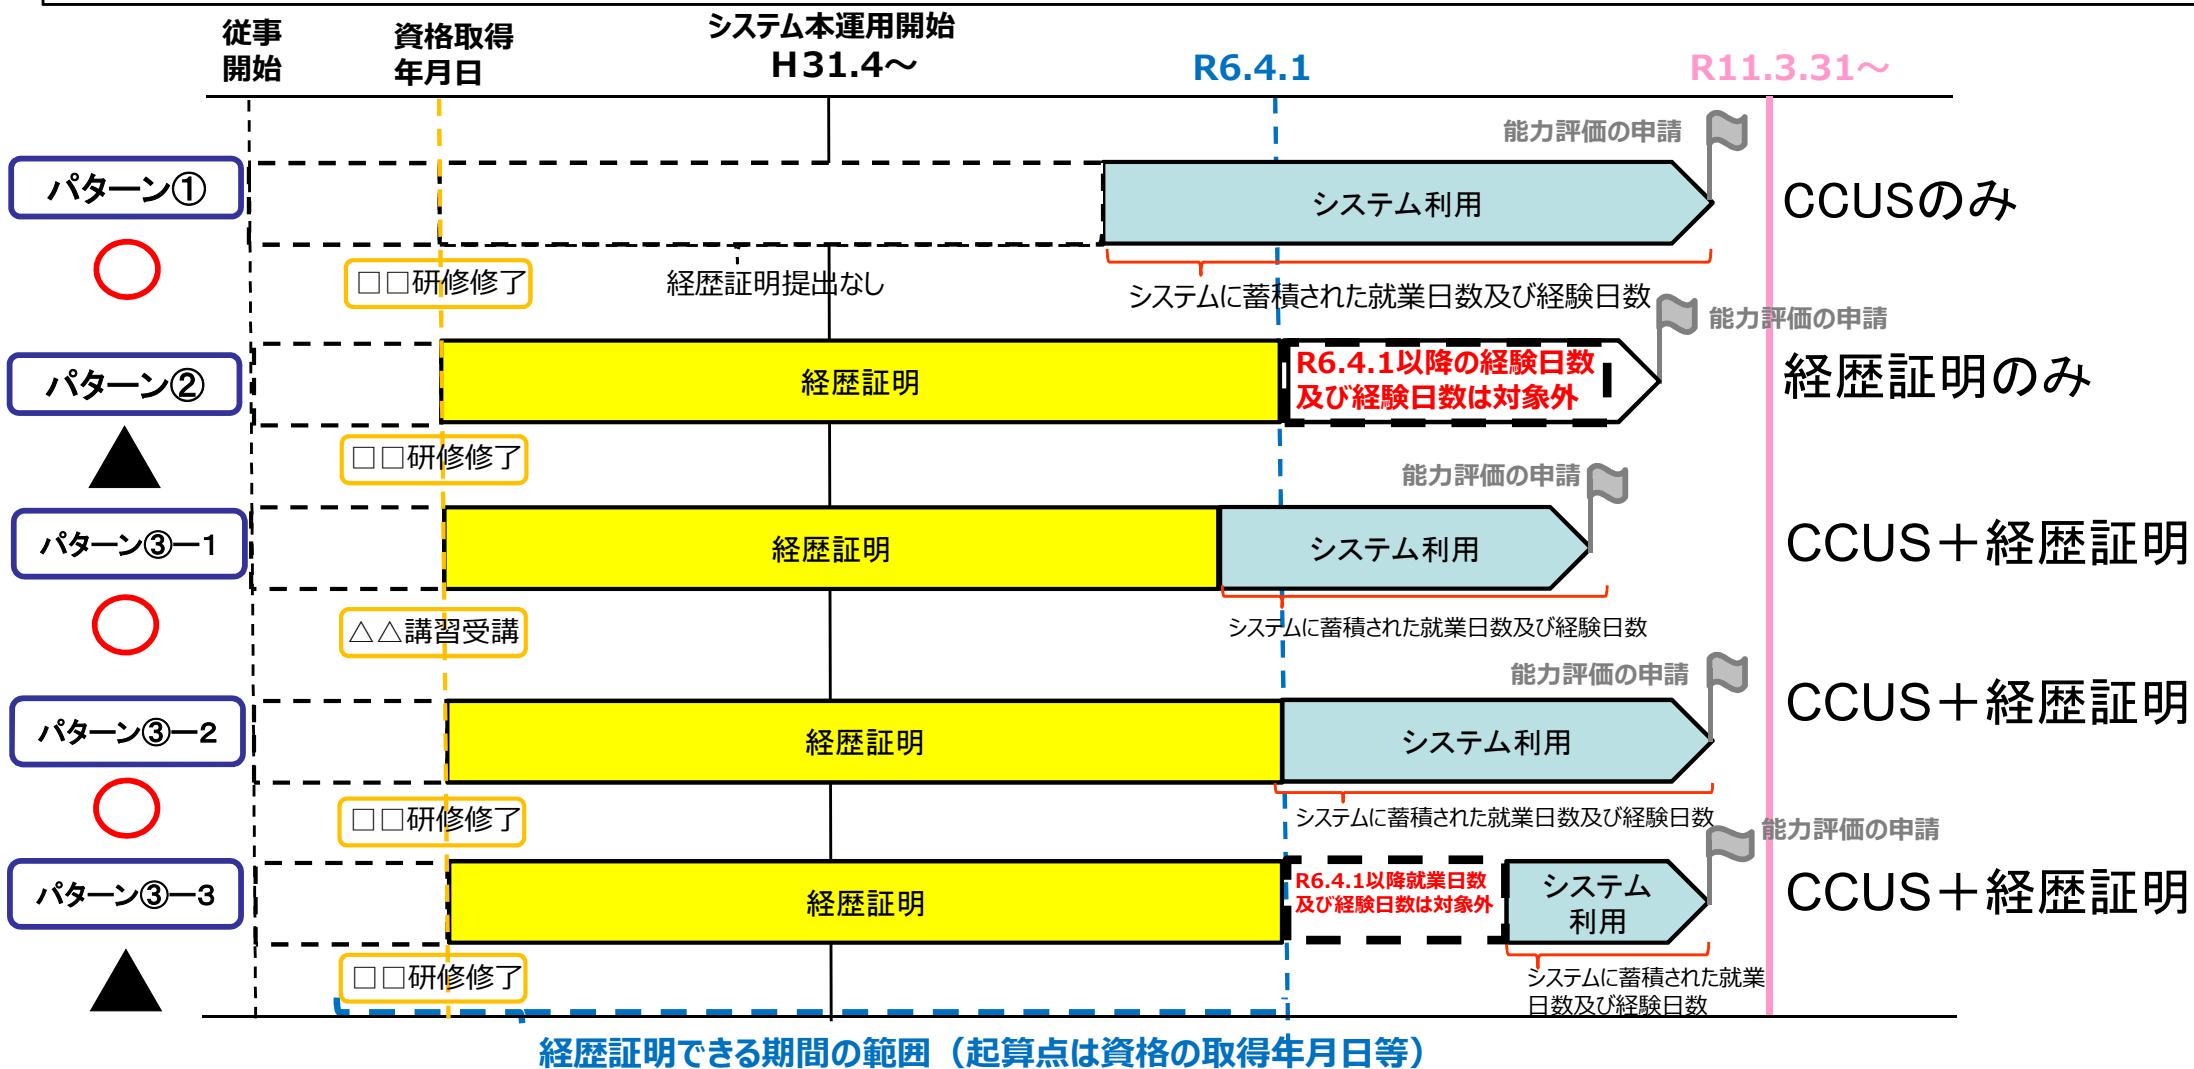 従事
開始
資格取得
年月日
システム本運用開始
H31.4～
R6.4.1
R11.3.31～
能力評価の申請
パターン①
システム利用
CCUSのみ
□□研修修了
経歴証明提出なし
システムに蓄積された就業日数及び経験日数
能力評価の申請
パターン②
経歴証明
R6.4.1以降の経験日数
及び経験日数は対象外
経歴証明のみ
□□研修修了
能力評価の申請
パターン③ー1
経歴証明
システム利用
CCUS＋経歴証明
△△講習受講
システムに蓄積された就業日数及び経験日数
能力評価の申請
パターン③ー2
経歴証明
システム利用
CCUS＋経歴証明
□□研修修了
システムに蓄積された就業日数及び経験日数
能力評価の申請
パターン③ー3
経歴証明
R6.4.1以降就業日数
及び経験日数は対象外
システム
利用
CCUS＋経歴証明
□□研修修了
システムに蓄積された就業
日数及び経験日数
経歴証明できる期間の範囲（起算点は資格の取得年月日等）